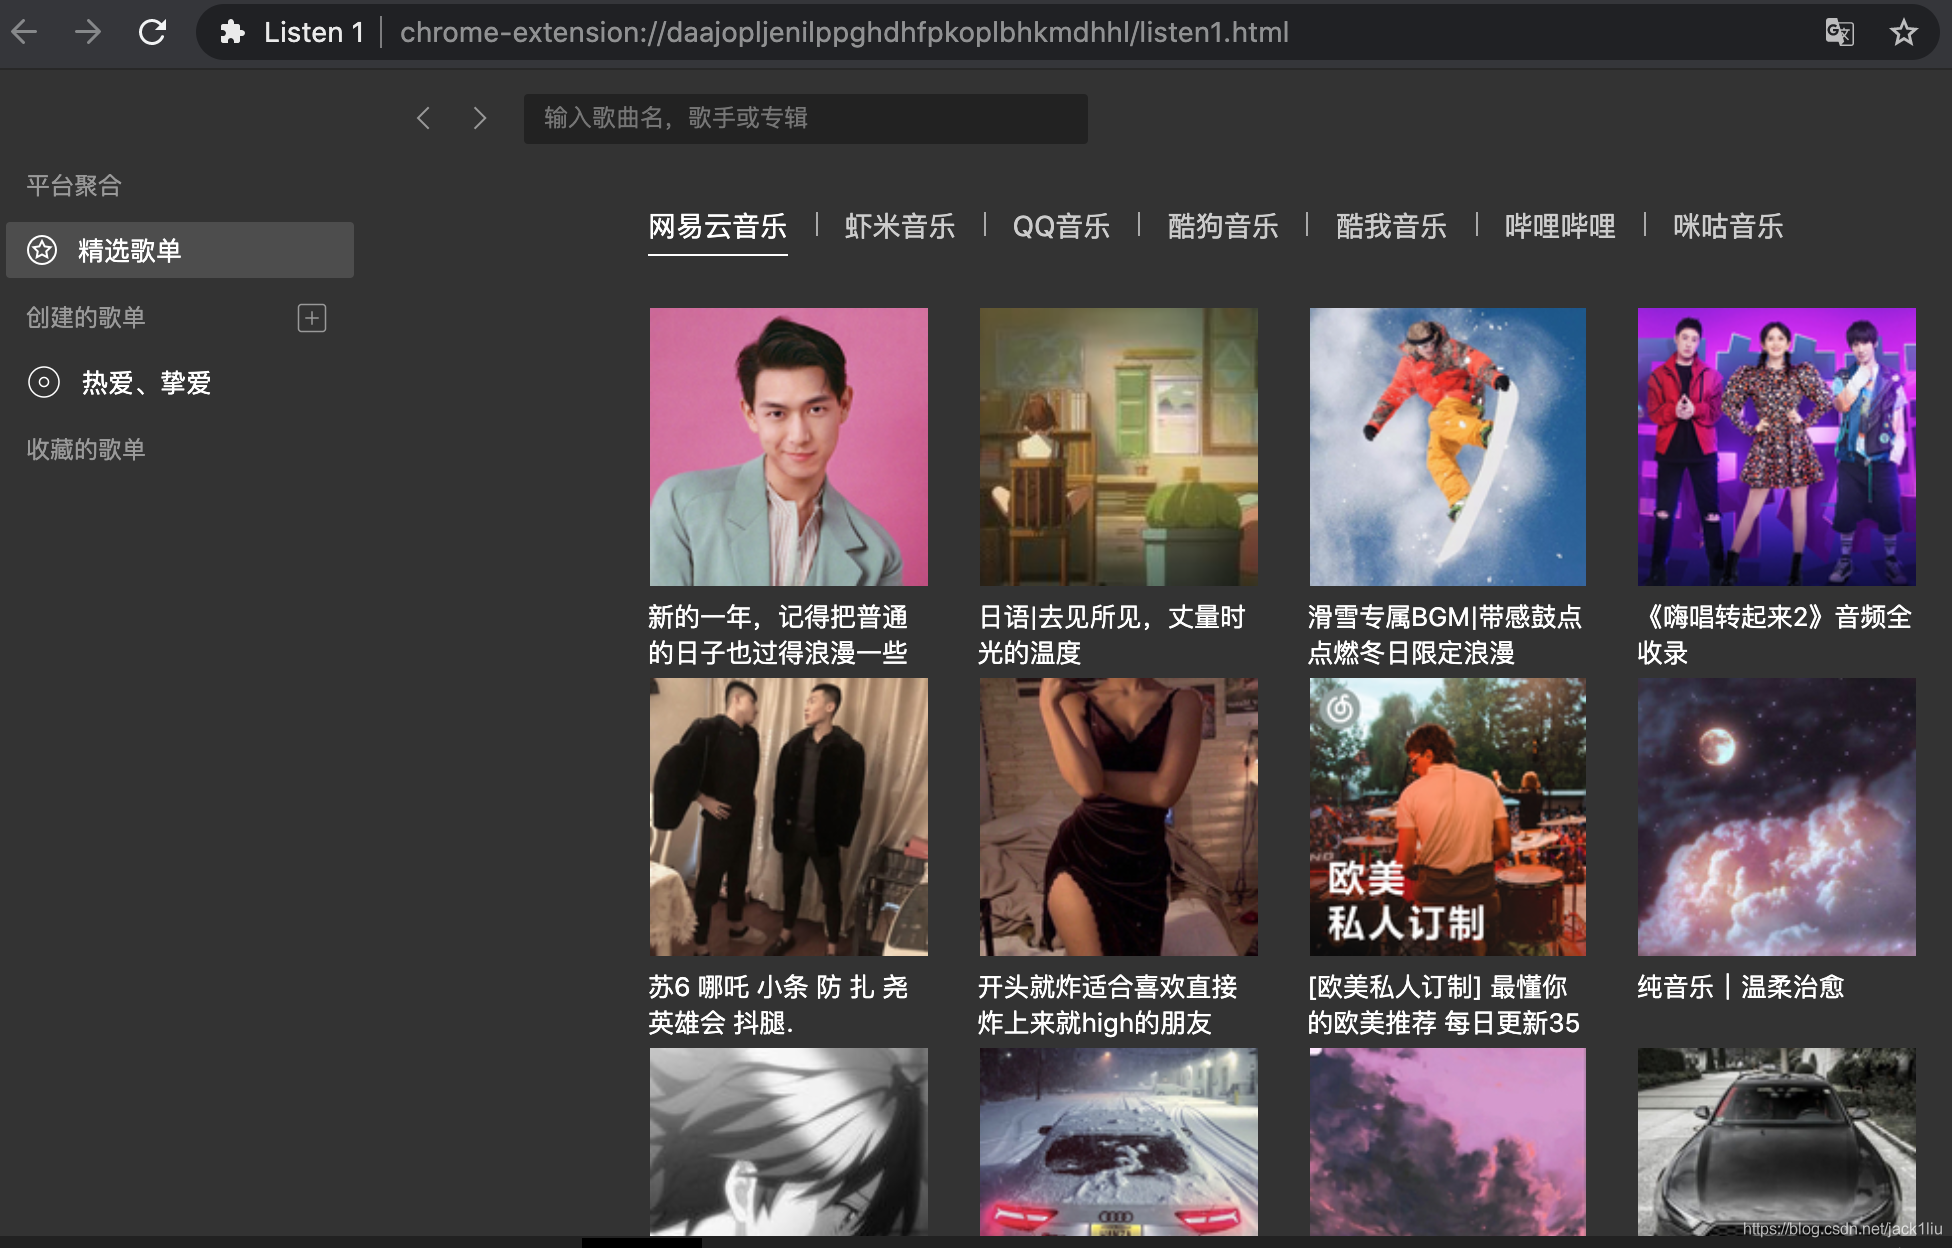 Listen 1
chrome-extension://daajopljenilppghdhfpkoplbhkmdhhl/listen1.html
输入歌曲名，歌手或专辑
平台聚合
精选歌单
创建的歌单
热爱、挚爱
收藏的歌单
网易云音乐
虾米音乐
QQ音乐
酷狗音乐
酷我音乐
哔哩哔哩
咪咕音乐
新的一年，记得把普通
的日子也过得浪漫一些
日语|去见所见，丈量时
光的温度
滑雪专属BGM|带感鼓点
点燃冬日限定浪漫
《嗨唱转起来2》音频全
收录
欧美
私人订制
苏6 哪吒 小条 防 扎 尧
英雄会 抖腿.
开头就炸适合喜欢直接
炸上来就high的朋友
[欧美私人订制] 最懂你
的欧美推荐 每日更新35
纯音乐｜温柔治愈
https://blog.csdn.net/jack1liu